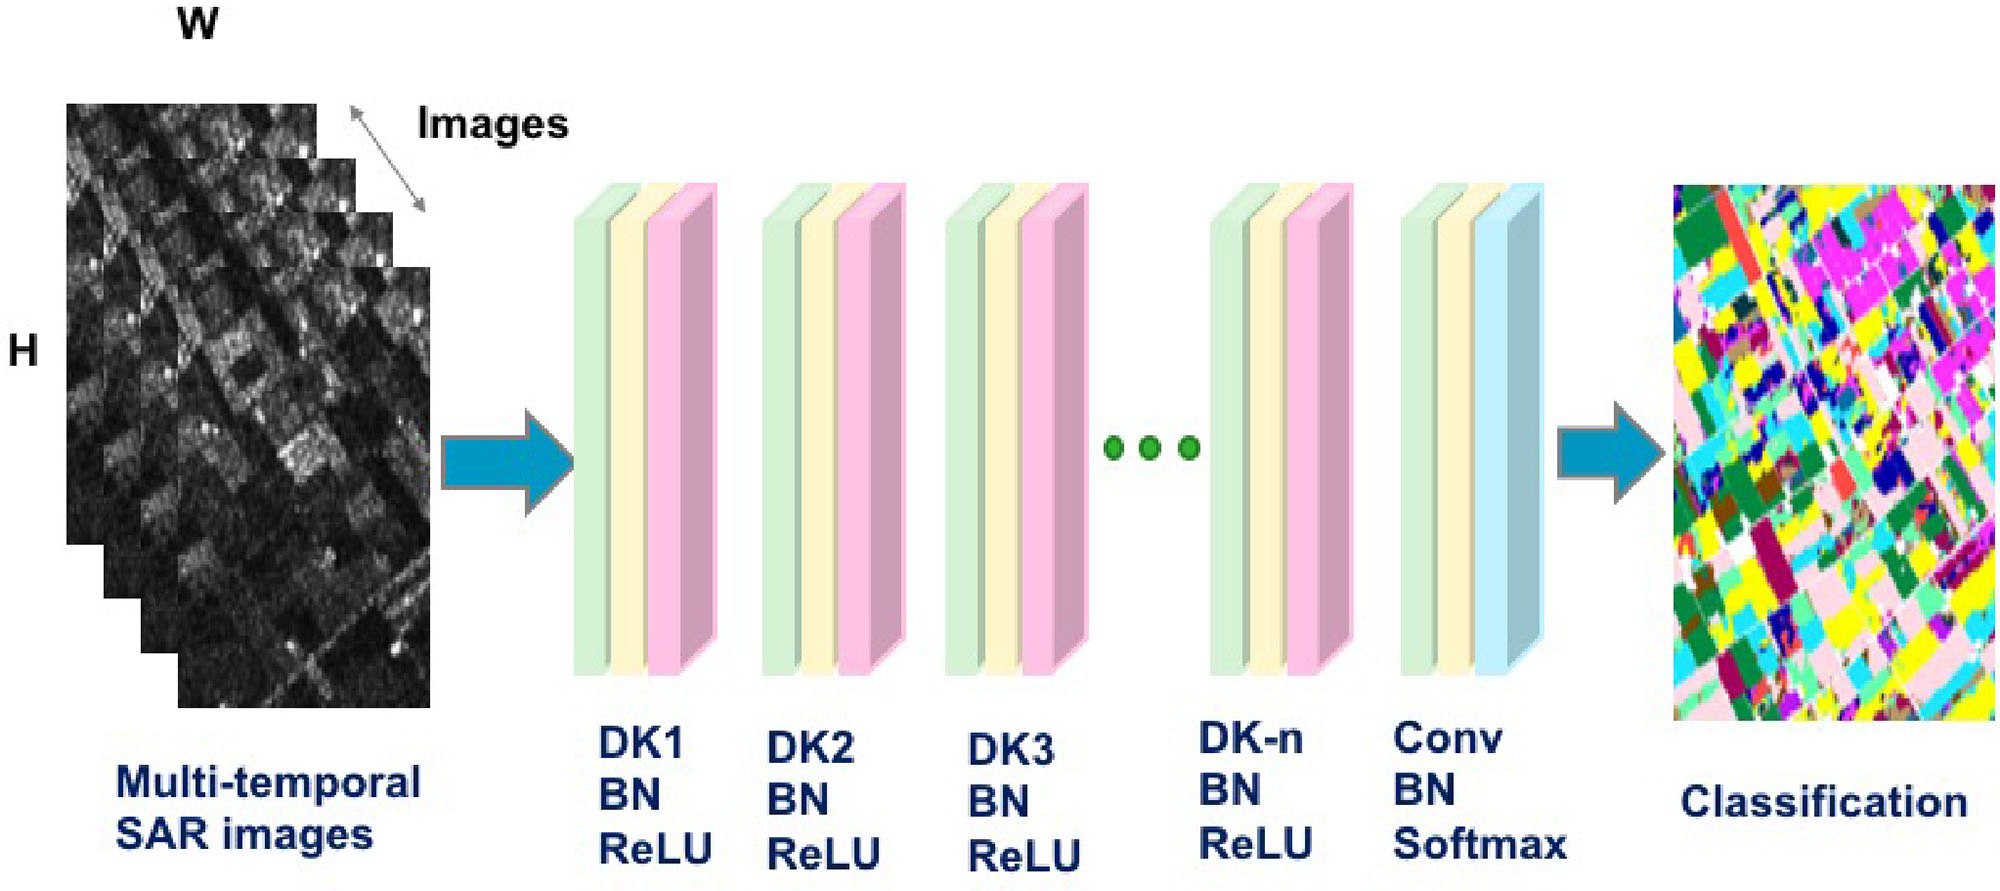 W
Images
H
Multi-temporal
SAR images
DK1
BN
ReLU
DK2
BN
ReLU
DK3
BN
ReLU
DK-n
BN
ReLU
Conv
BN
Softmax
Classification